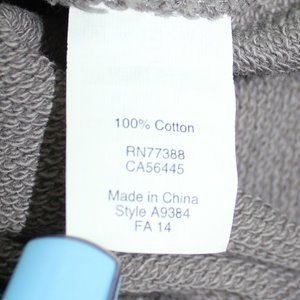 100% Cotton
RN77388
CA56445
Made in China
Style A9384
FA 14